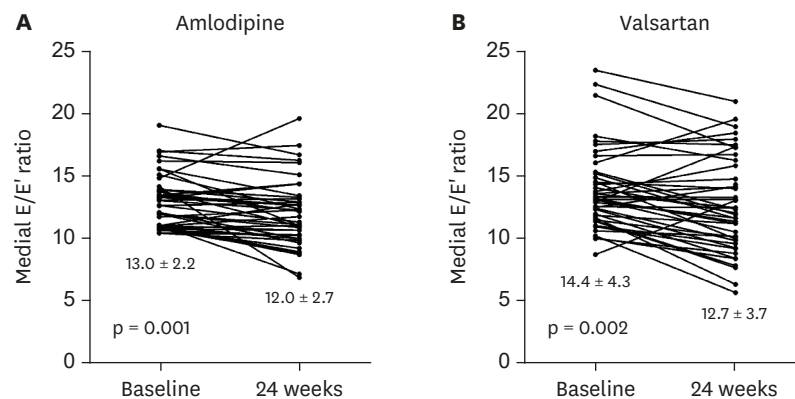 A
Amlodipine
Medial E/E' ratio
25
20
15
10
5
0
13.0 ± 2.2
12.0 ± 2.7
p = 0.001
Baseline
24 weeks
B
Valsartan
Medial E/E' ratio
25
20
15
10
5
0
14.4 ± 4.3
12.7 ± 3.7
p = 0.002
Baseline
24 weeks